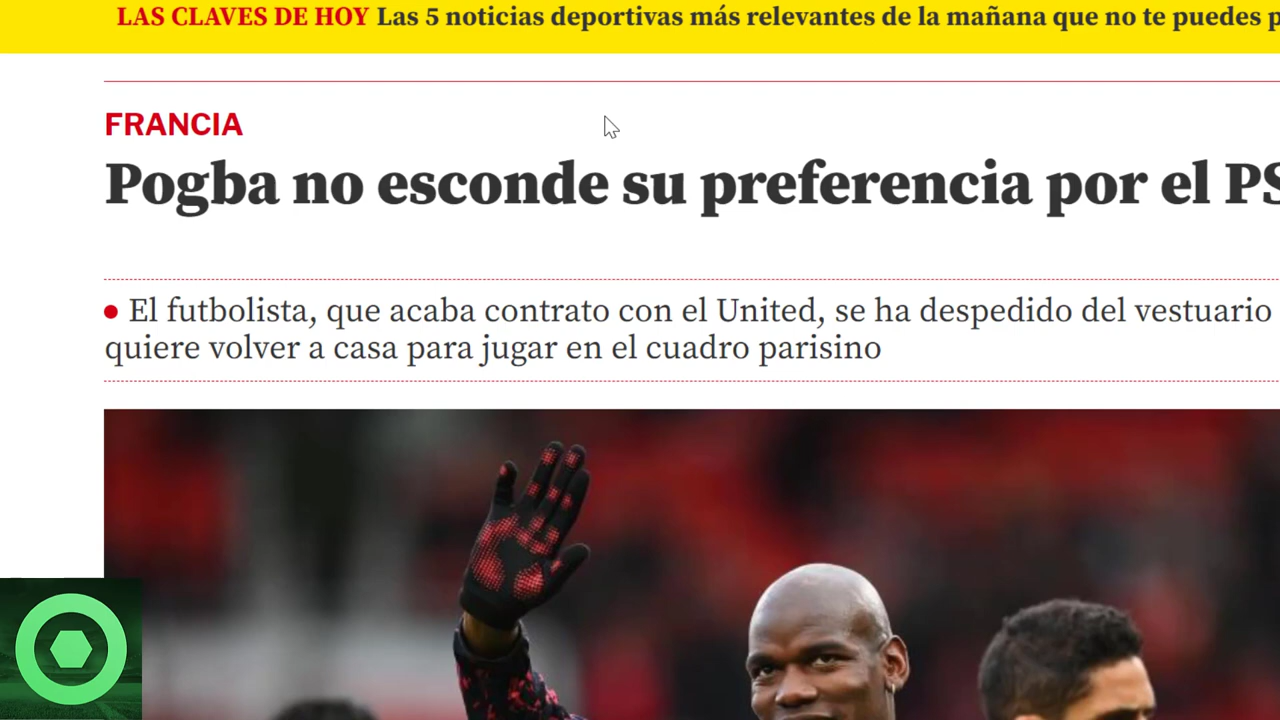 LAS CLAVES DE HOY Las 5 noticias deportivas más relevantes de la mañana que no te puedes
FRANCIA
Pogba no esconde su preferencia por el
El futbolista, que acaba contrato con el United, se ha despedido del vestuario
quiere volver a casa para jugar en el cuadro parisino